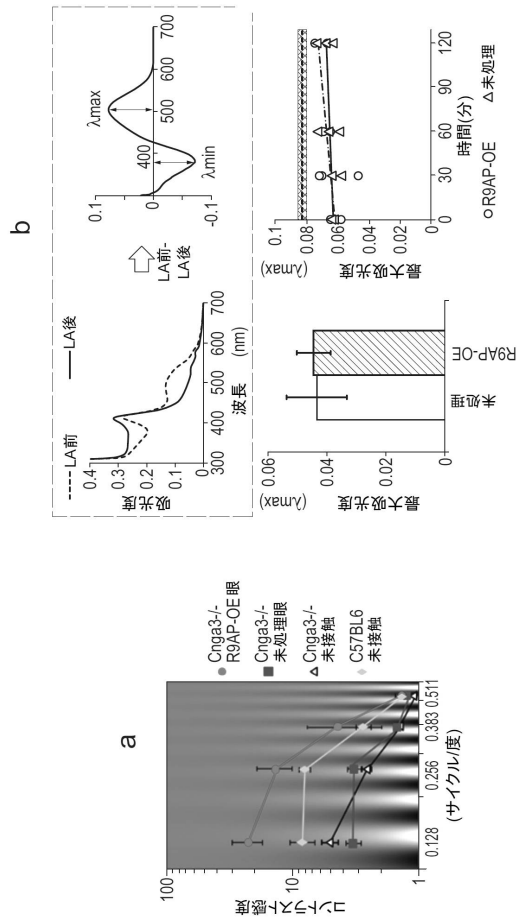 a
コントラスト感度
100
10
1
0.128
0.256
0.383
0.511
(サイクル/度)
Cnga3-/-
R9AP-OE 眼
Cnga3-/-
未処理眼
Cnga3-/-
未接触
C57BL6
未接触
b
LA前
LA後
吸光度
0.4
0.3
0.2
0.1
0
300
400
500
600
700
波長
(nm)
LA前-
LA後
0.1
0
-0.1
400
500
600
700
λmax
λmin
最大吸光度
(λmax)
0.06
0.04
0.02
0
未処理
R9AP-OE
最大吸光度
(λmax)
0.1
0.08
0.06
0.04
0.02
0
0
30
60
90
120
時間(分)
R9AP-OE
未処理